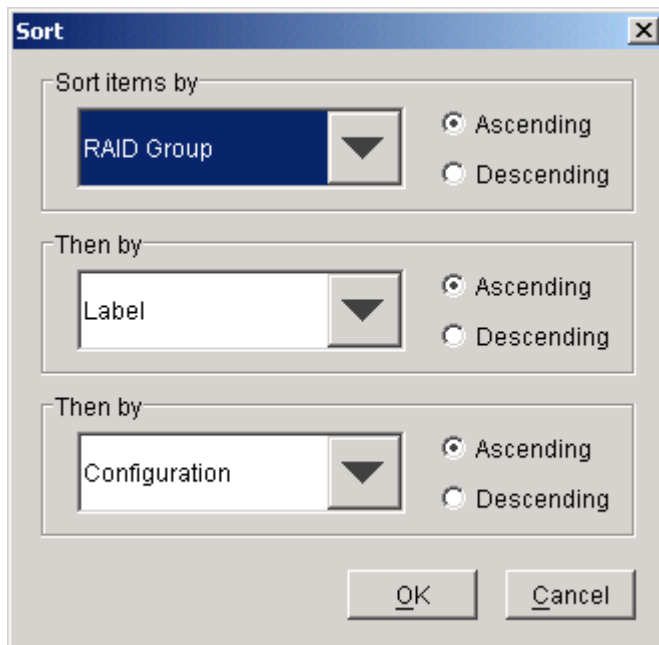 Sort
Sort items by
RAID Group
Ascending
Descending
Then by
Label
Ascending
Descending
Then by
Configuration
Ascending
Descending
OK Cancel